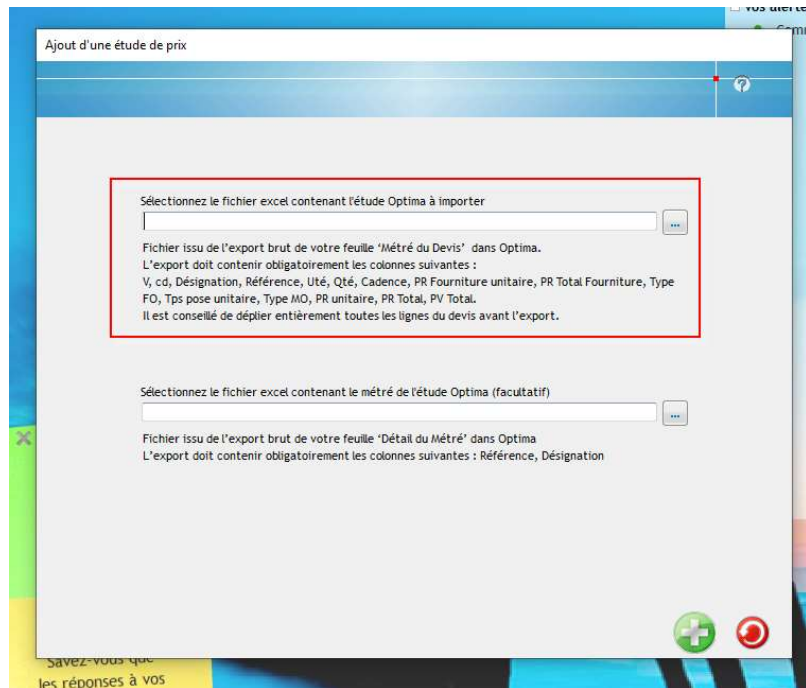 vos alerte
Ajout d'une étude de prix
?
Sélectionnez le fichier excel contenant l'étude Optima à importer
...
Fichier issu de l'export brut de votre feuille ‘Métré du Devis’ dans Optima.
L'export doit contenir obligatoirement les colonnes suivantes :
V, cd, Désignation, Référence, Uté, Qté, Cadence, PR Fourniture unitaire, PR Total Fourniture, Type
FO, Tps pose unitaire, Type MO, PR unitaire, PR Total, PV Total.
Il est conseillé de déplier entièrement toutes les lignes du devis avant l'export.
Sélectionnez le fichier excel contenant le métré de l'étude Optima (facultatif)
...
Fichier issu de l'export brut de votre feuille ‘Détail du Métré’ dans Optima
L'export doit contenir obligatoirement les colonnes suivantes : Référence, Désignation
Savez-vous que
les réponses à vos